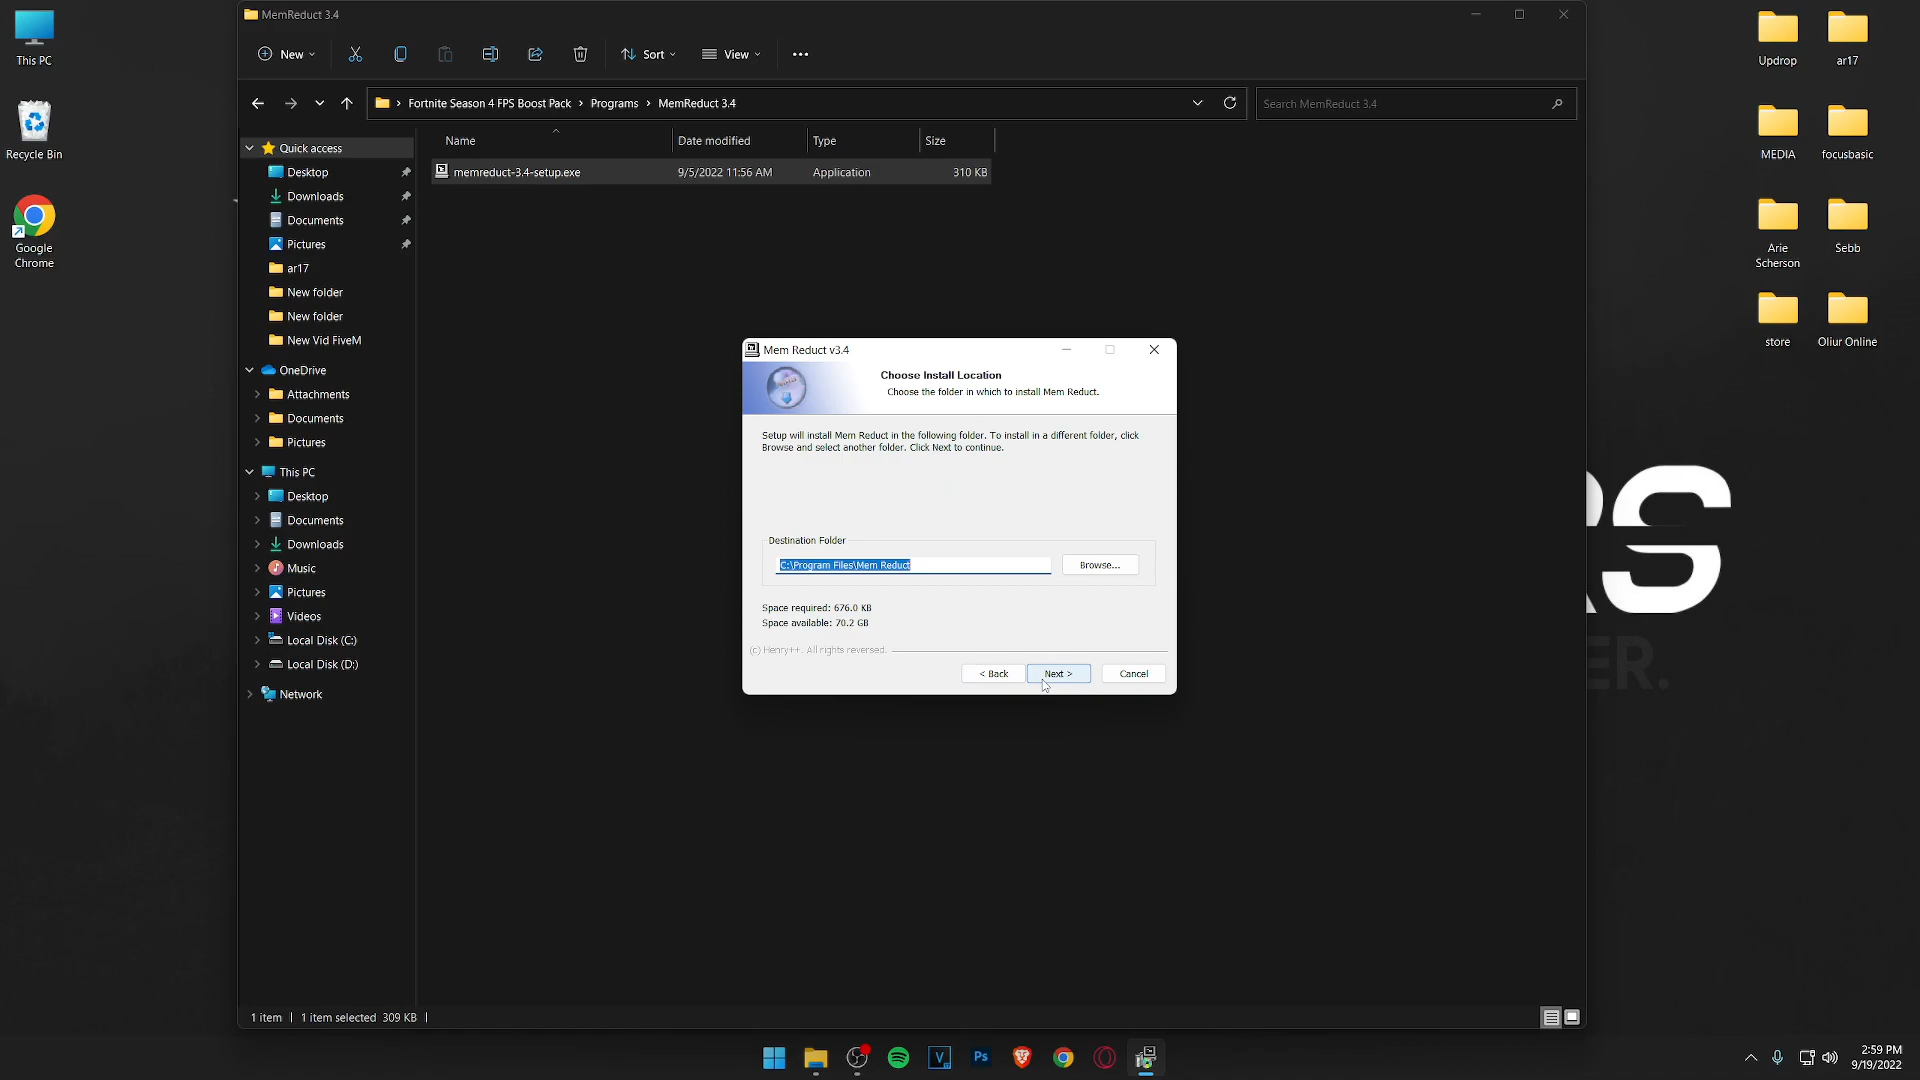 This PC
Recycle Bin
Google
Chrome
MemReduct 3.4
New
Sort
View
Fortnite Season 4 FPS Boost Pack > Programs > MemReduct 3.4
Search MemReduct 3.4
Name
Date modified
Type
Size
memreduct-3.4-setup.exe
9/5/2022 11:56 AM
Application
310 KB
Quick access
Desktop
Downloads
Documents
Pictures
ar17
New folder
New folder
New Vid FiveM
OneDrive
Attachments
Documents
Pictures
This PC
Desktop
Documents
Downloads
Music
Pictures
Videos
Local Disk (C:)
Local Disk (D:)
Network
Mem Reduct v3.4
Choose Install Location
Choose the folder in which to install Mem Reduct.
Setup will install Mem Reduct in the following folder. To install in a different folder, click
Browse and select another folder. Click Next to continue.
Destination Folder
C:\Program Files\Mem Reduct
Browse...
Space required: 676.0 KB
Space available: 70.2 GB
(c) Henry++. All rights reversed.
< Back
Next >
Cancel
1 item
1 item selected 309 KB
Updrop
ar17
MEDIA
focusbasic
Arie
Scherson
Sebb
store
Oliur Online
RS
ER.
V
Ps
2:59 PM
9/19/2022